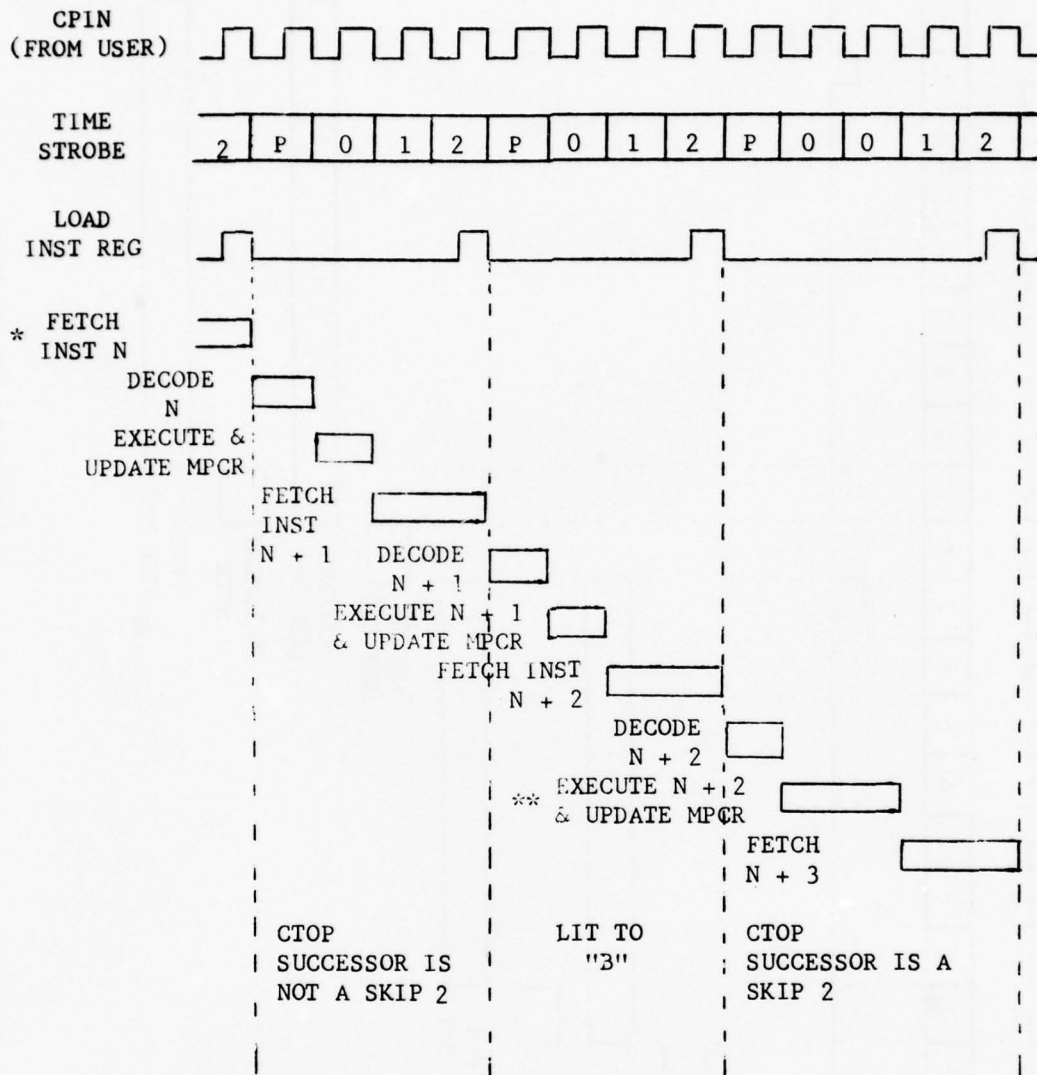 CPIN
(FROM USER)
TIME
STROBE
2 P 0 1 2 P 0 1 2 P 0 0 1 2
LOAD
INST REG
* FETCH
INST N
DECODE
N
EXECUTE &
UPDATE MPCR
FETCH
INST
N + 1
DECODE
N + 1
EXECUTE N + 1
& UPDATE MPCR
FETCH INST
N + 2
DECODE
N + 2
** EXECUTE N + 2
& UPDATE MPCR
FETCH
N + 3
CTOP
SUCCESSOR IS
NOT A SKIP 2
LIT TO
"B"
CTOP
SUCCESSOR IS A
SKIP 2